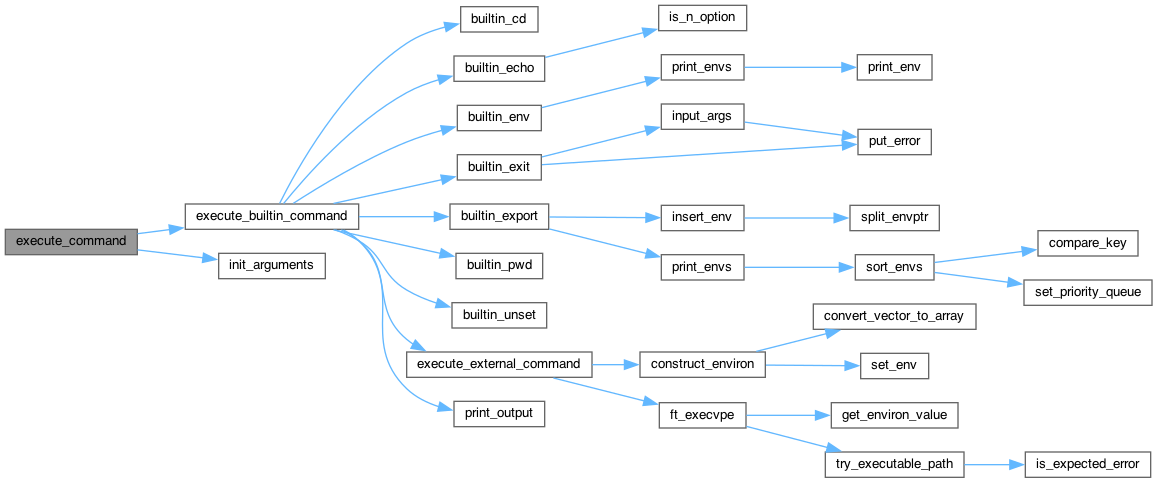 execute_command
execute_builtin_command
init_arguments
builtin_cd
builtin_echo
builtin_env
builtin_exit
builtin_export
builtin_pwd
builtin_unset
execute_external_command
print_output
is_n_option
print_envs
input_args
insert_env
print_envs
construct_environ
ft_execvpe
print_env
put_error
split_envptr
sort_envs
convert_vector_to_array
set_env
get_environ_value
try_executable_path
compare_key
set_priority_queue
is_expected_error